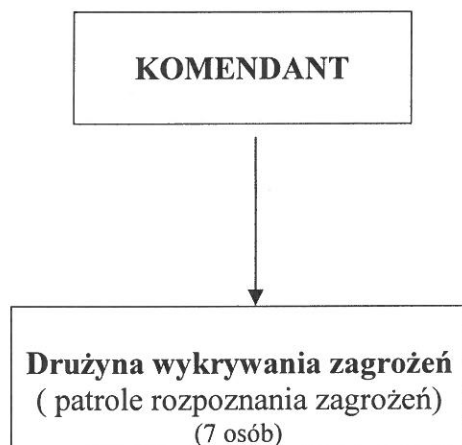 KOMENDANT
Drużyna wykrywania zagrożeń
( patrole rozpoznania zagrożeń)
(7 osób)